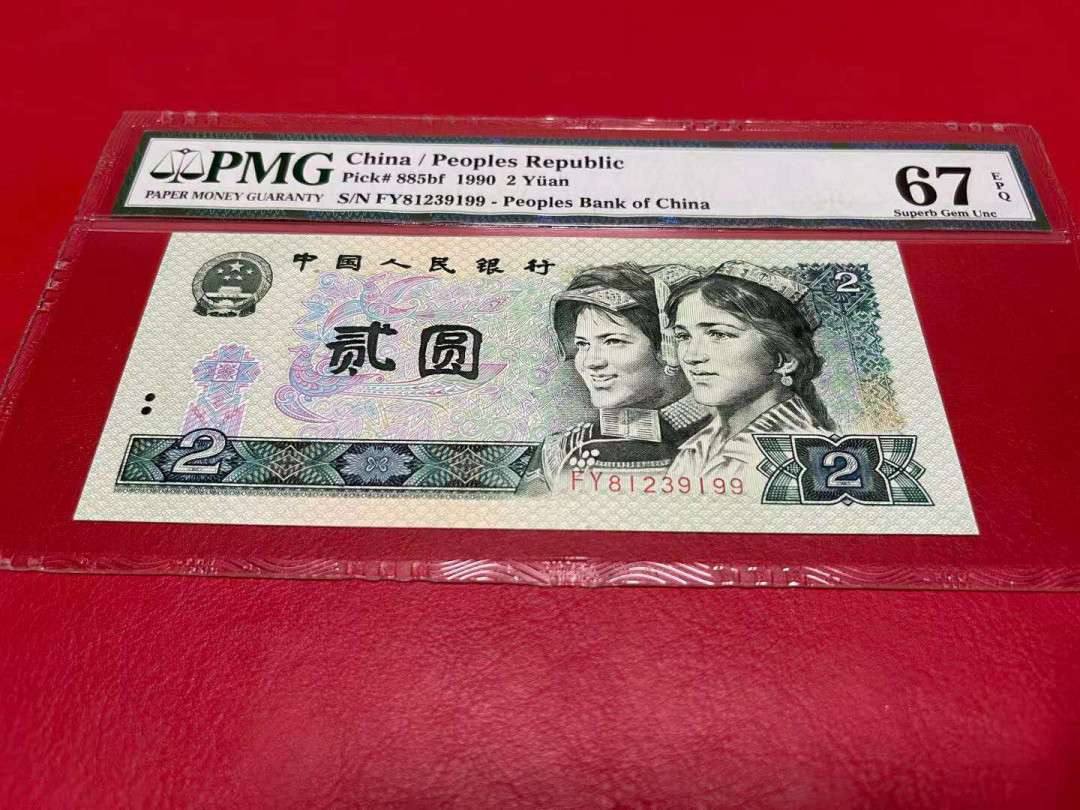 PMG
PAPER MONEY GUARANTY
China / Peoples Republic
Pick# 885bf 1990 2 Yüan
S/N FY81239199 - Peoples Bank of China
67
EPQ
Superb Gem Unc
中国人民银行
2
贰圆
2
FY81239199
2